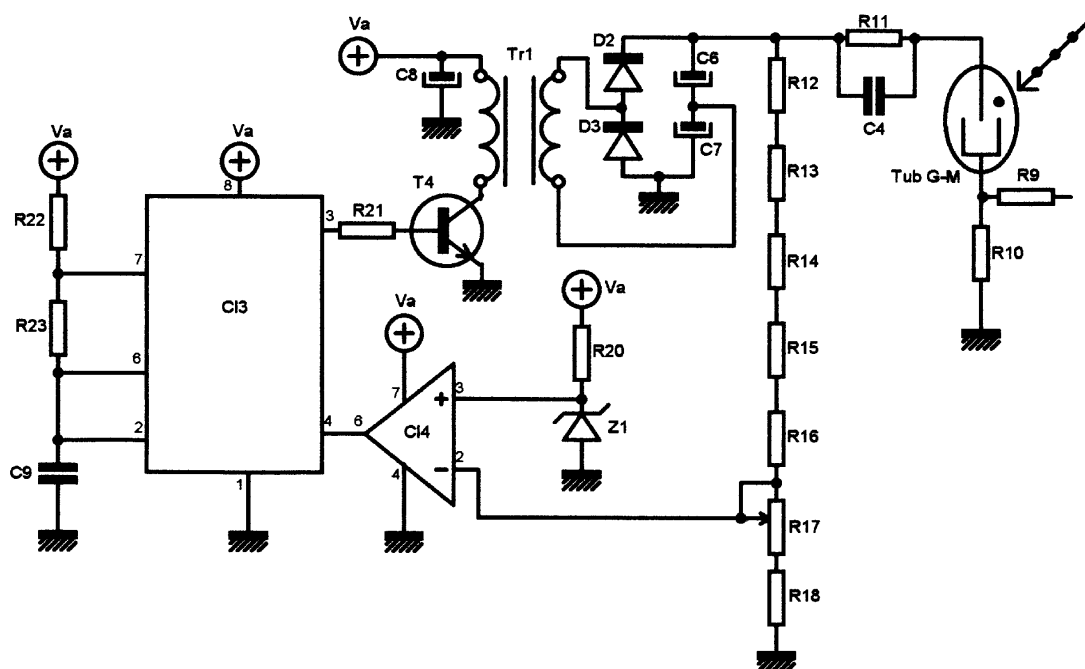 Va
Tr1
D2
C6
R11
C8
R12
D3
C7
C4
Va
Va
T4
R13
Tub G-M
R9
8
3
R21
R22
7
R14
R10
Va
CI3
Va
R23
R20
R15
6
7
3
+
Z1
2
4
6
CI4
R16
C9
−
2
4
1
R17
R18